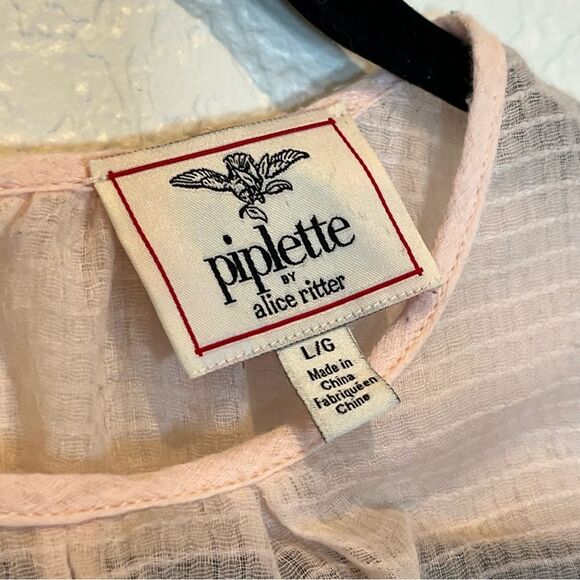 piplette
BY
alice ritter
L/G
Made in
China
Fabriquéen
Chine